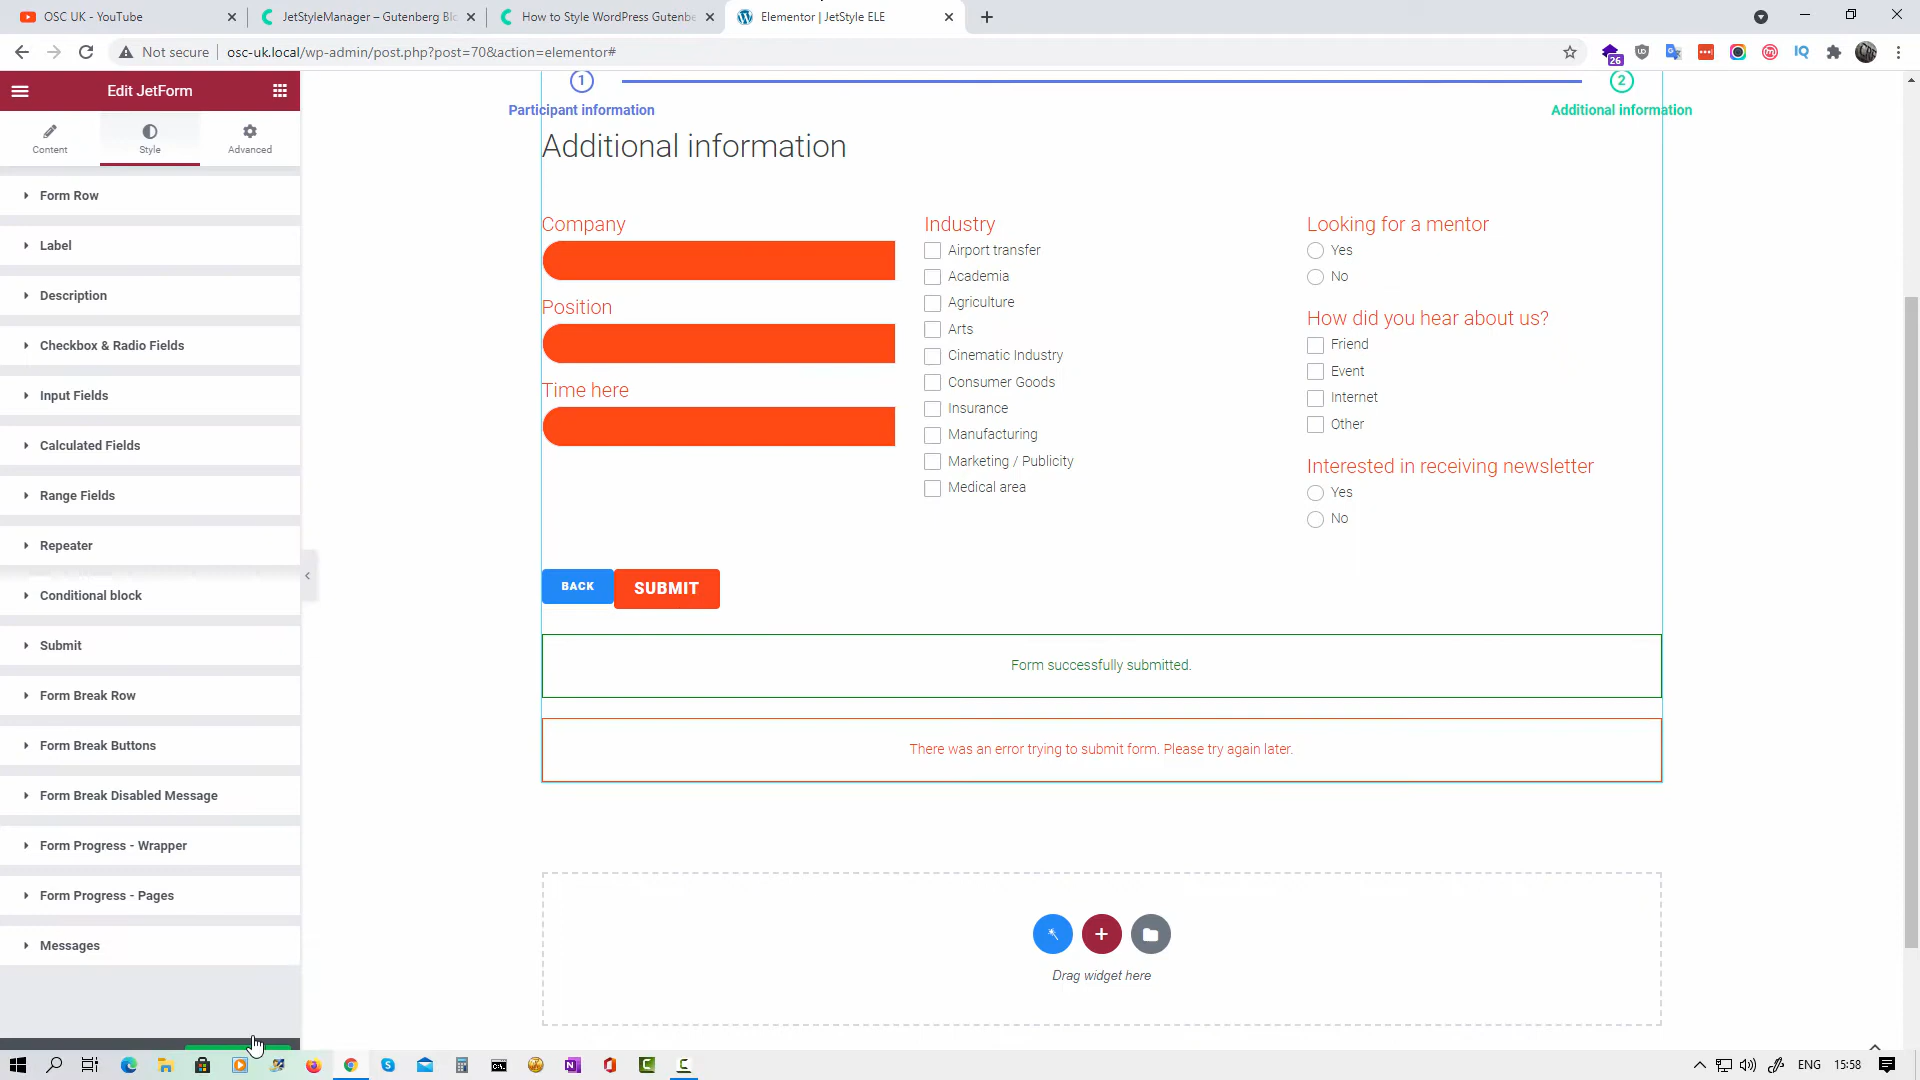 OSC UK - YouTube
JetStyleManager – Gutenberg Blo
How to Style WordPress Gutenbe
Elementor | JetStyle ELE
Not secure
osc-uk.local/wp-admin/post.php?post=70&action=elementor#
26
IQ
Edit JetForm
Content
Style
Advanced
Form Row
Label
Description
Checkbox & Radio Fields
Input Fields
Calculated Fields
Range Fields
Repeater
Conditional block
Submit
Form Break Row
Form Break Buttons
Form Break Disabled Message
Form Progress - Wrapper
Form Progress - Pages
Messages
1
2
Participant information
Additional information
Additional information
Company
Position
Time here
Industry
Airport transfer
Academia
Agriculture
Arts
Cinematic Industry
Consumer Goods
Insurance
Manufacturing
Marketing / Publicity
Medical area
Looking for a mentor
Yes
No
How did you hear about us?
Friend
Event
Internet
Other
Interested in receiving newsletter
Yes
No
BACK
SUBMIT
Form successfully submitted.
There was an error trying to submit form. Please try again later.
Drag widget here
ENG
15:58